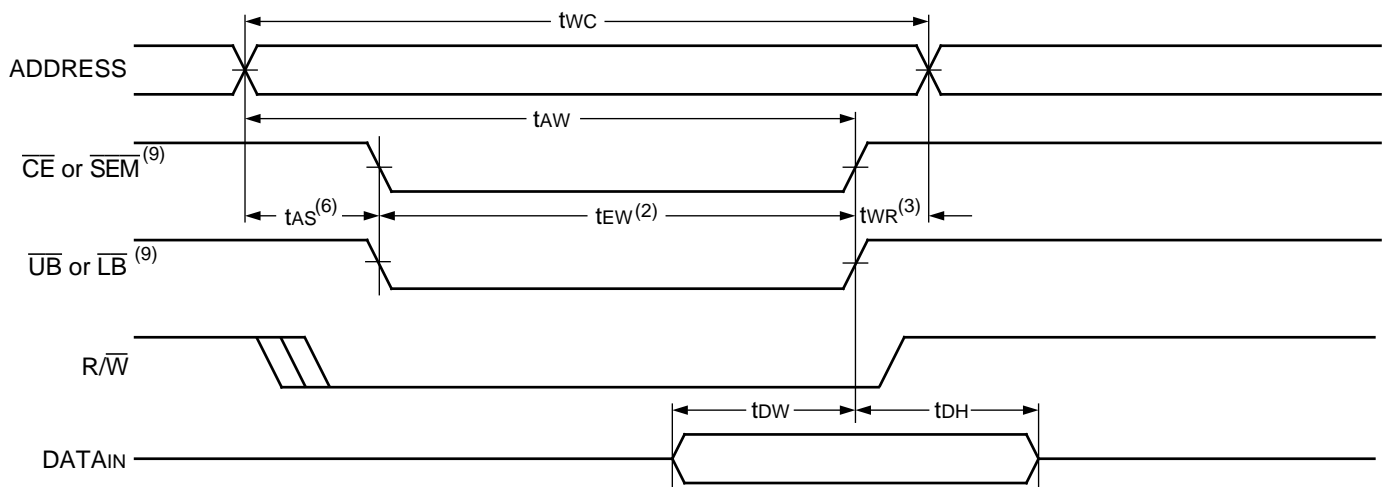 tWC
ADDRESS
tAW
CE or SEM(9)
tAS(6) tEW(2) tWR(3)
UB or LB (9)
R/W
tDW tDH
DATAIN